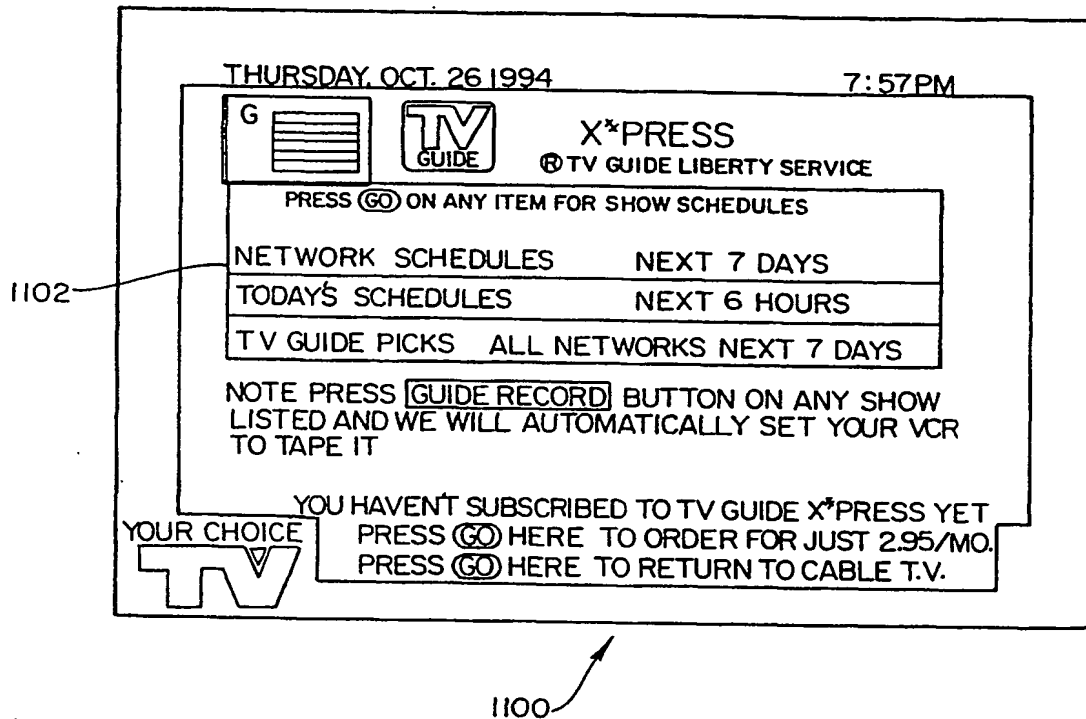 THURSDAY, OCT. 26 1994 7:57PM
G TV GUIDE X**PRESS
® TV GUIDE LIBERTY SERVICE
PRESS GO ON ANY ITEM FOR SHOW SCHEDULES
NETWORK SCHEDULES NEXT 7 DAYS
1102
TODAY'S SCHEDULES NEXT 6 HOURS
TV GUIDE PICKS ALL NETWORKS NEXT 7 DAYS
NOTE PRESS GUIDE RECORD BUTTON ON ANY SHOW
LISTED AND WE WILL AUTOMATICALLY SET YOUR VCR
TO TAPE IT
YOU HAVEN'T SUBSCRIBED TO TV GUIDE X*PRESS YET
YOUR CHOICE PRESS GO HERE TO ORDER FOR JUST 2.95/MO.
TV PRESS GO HERE TO RETURN TO CABLE T.V.
1100